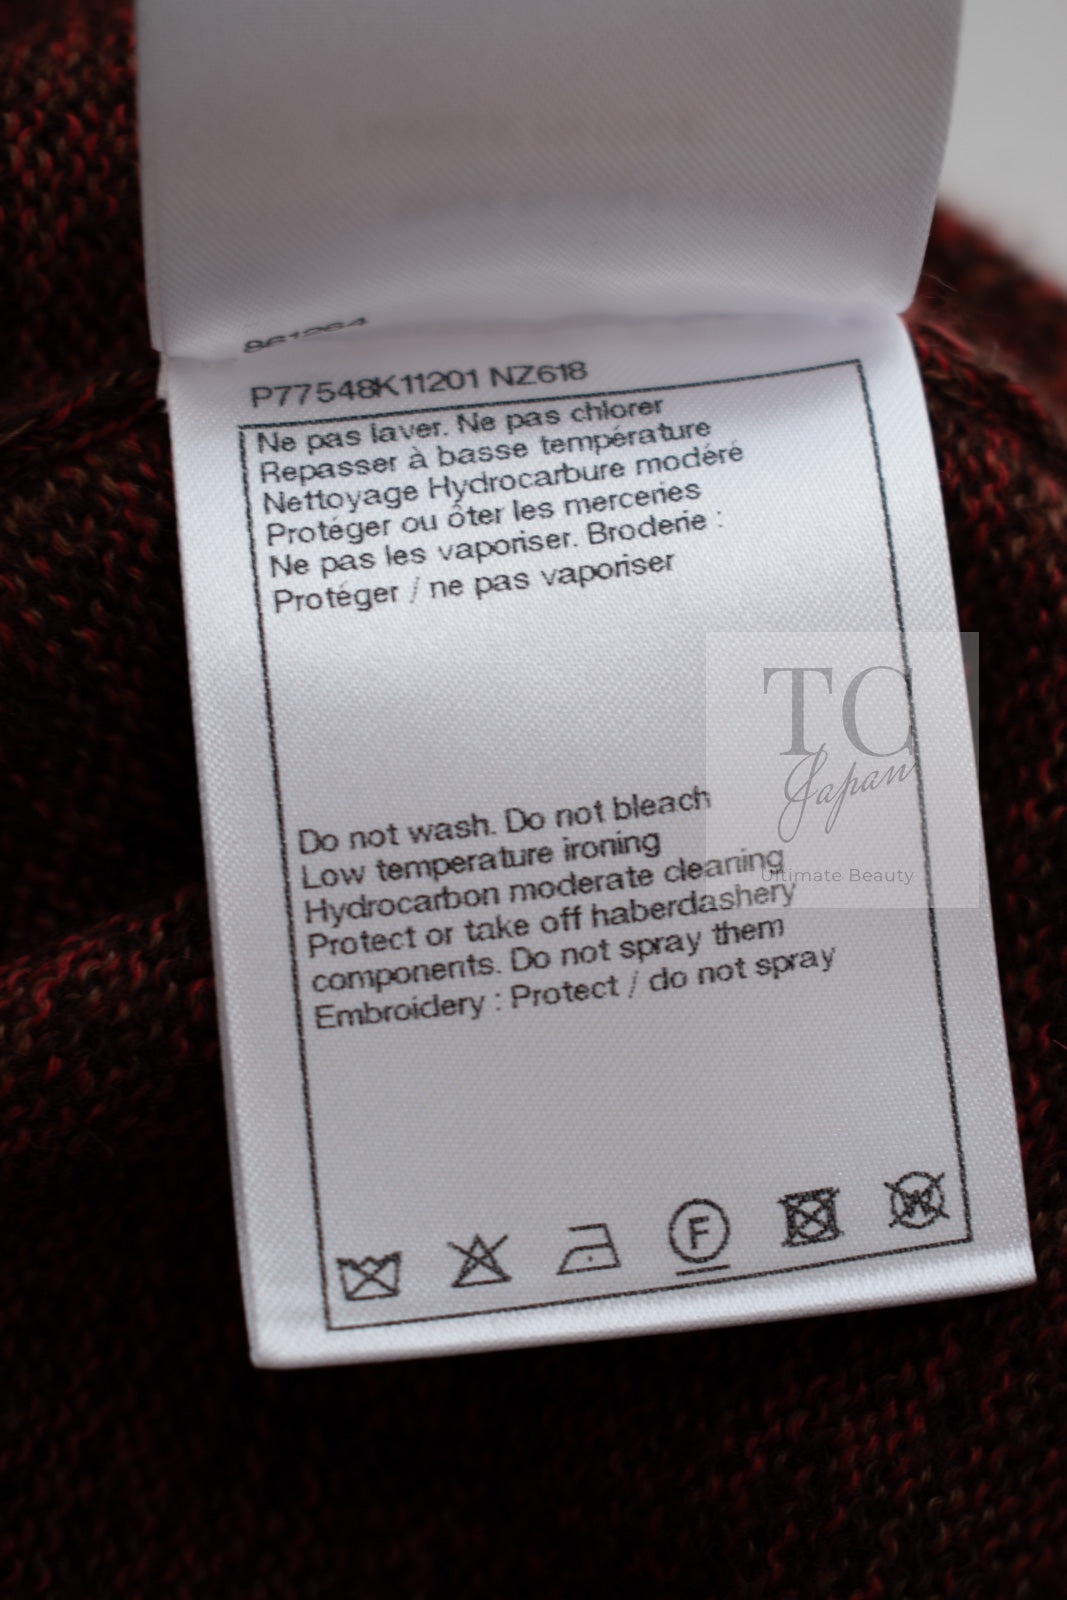 861264
P77548K11201 NZ618
Ne pas laver. Ne pas chlorer
Repasser à basse température
Nettoyage Hydrocarbure modéré
Protéger ou ôter les merceries
Ne pas les vaporiser. Broderie :
Protéger / ne pas vaporiser
Do not wash. Do not bleach
Low temperature ironing
Hydrocarbon moderate cleaning
Protect or take off haberdashery
components. Do not spray them
Embroidery : Protect / do not spray
F
W
TC
Japan
Ultimate Beauty